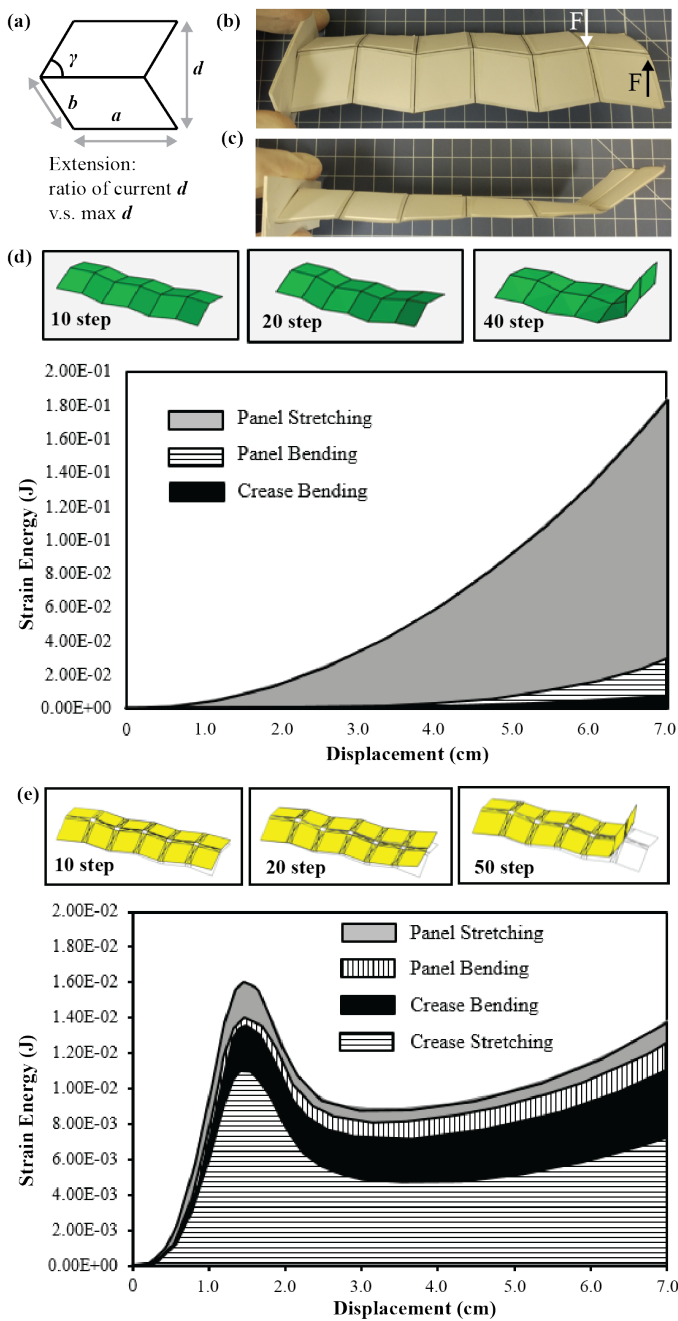 (a)
γ
b
a
d
Extension:
ratio of current d
v.s. max d
(b)
F
F
(c)
(d)
10 step
20 step
40 step
2.00E-01
1.80E-01
1.60E-01
1.40E-01
1.20E-01
1.00E-01
8.00E-02
6.00E-02
4.00E-02
2.00E-02
0.00E+00
Strain Energy (J)
Panel Stretching
Panel Bending
Crease Bending
0 1.0 2.0 3.0 4.0 5.0 6.0 7.0
Displacement (cm)
(e)
10 step
20 step
50 step
2.00E-02
1.80E-02
1.60E-02
1.40E-02
1.20E-02
1.00E-02
8.00E-03
6.00E-03
4.00E-03
2.00E-03
0.00E+00
Strain Energy (J)
Panel Stretching
Panel Bending
Crease Bending
Crease Stretching
0 1.0 2.0 3.0 4.0 5.0 6.0 7.0
Displacement (cm)